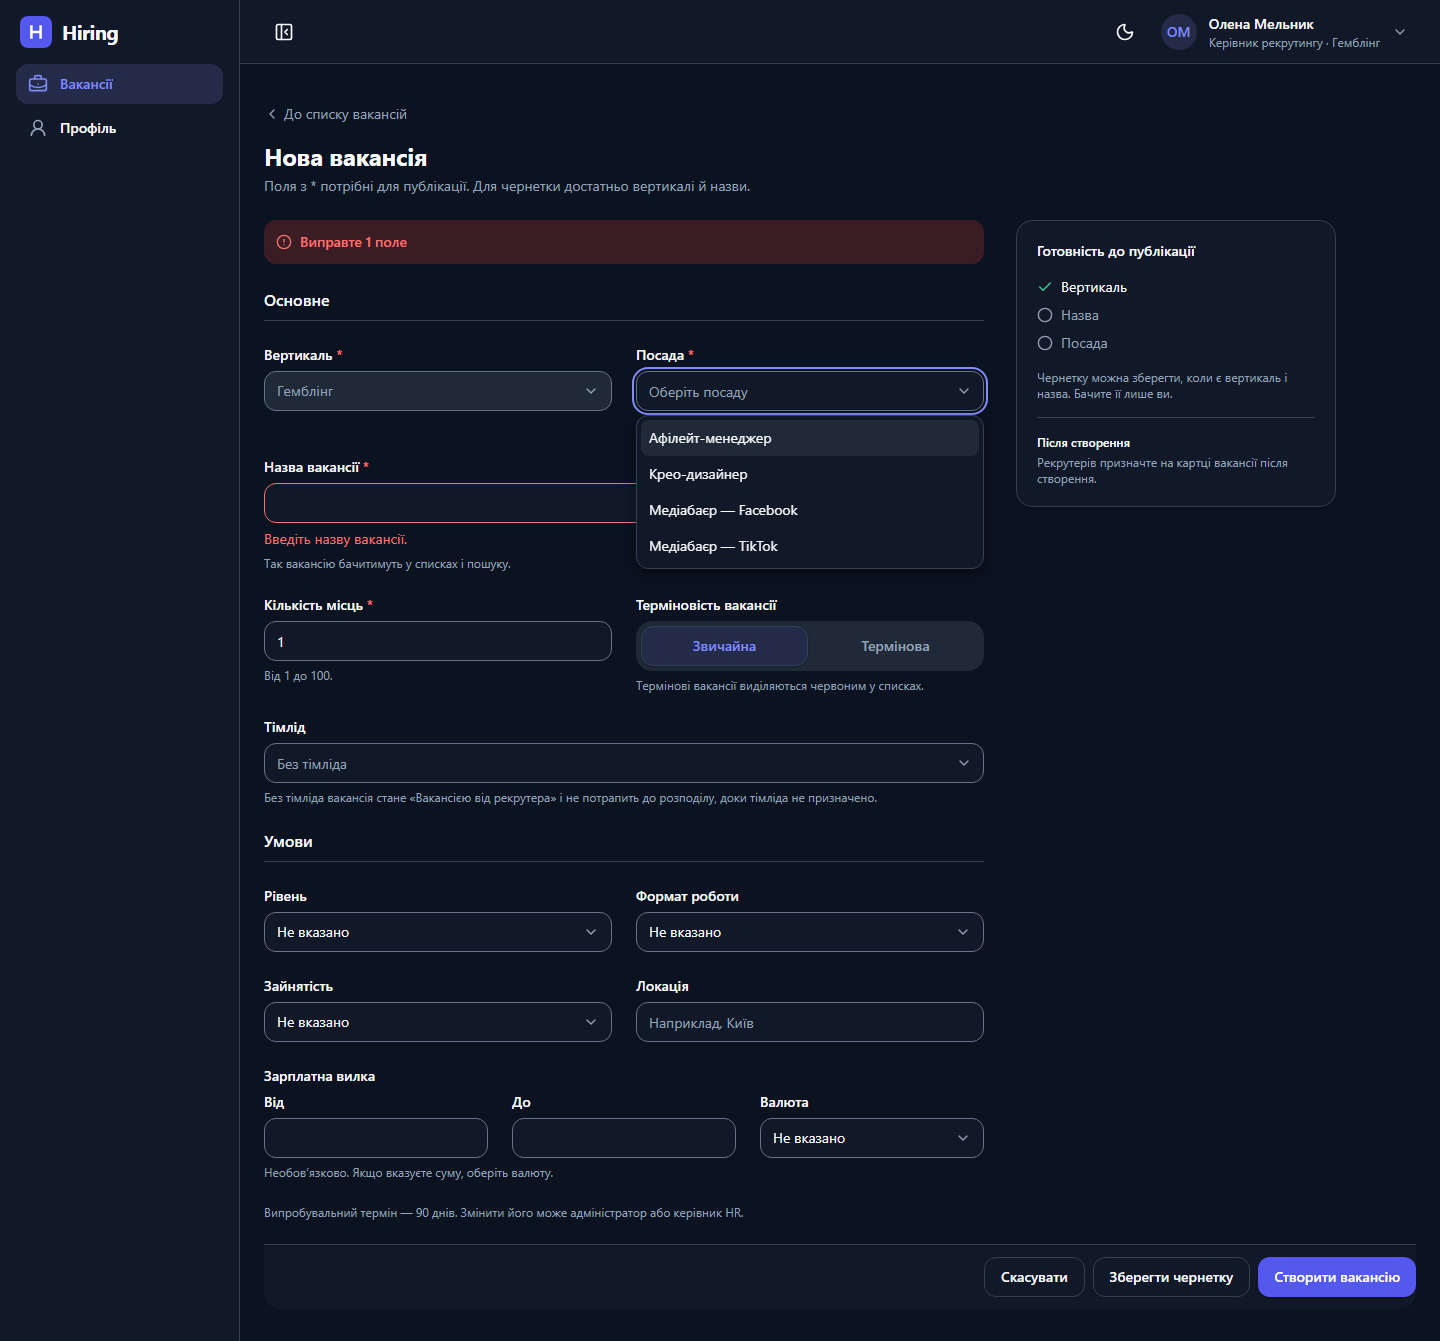 H Hiring
Вакансії
Профіль
ОМ
Олена Мельник
Керівник рекрутингу · Гемблінг
До списку вакансій
Нова вакансія
Поля з * потрібні для публікації. Для чернетки достатньо вертикалі й назви.
Виправте 1 поле
Основне
Вертикаль *
Гемблінг
Посада *
Оберіть посаду
Афілейт-менеджер
Крео-дизайнер
Медіабаєр — Facebook
Медіабаєр — TikTok
Назва вакансії *
Введіть назву вакансії.
Так вакансію бачитимуть у списках і пошуку.
Кількість місць *
1
Від 1 до 100.
Терміновість вакансії
Звичайна
Термінова
Термінові вакансії виділяються червоним у списках.
Тімлід
Без тімліда
Без тімліда вакансія стане «Вакансією від рекрутера» і не потрапить до розподілу, доки тімліда не призначено.
Умови
Рівень
Не вказано
Формат роботи
Не вказано
Зайнятість
Не вказано
Локація
Наприклад, Київ
Зарплатна вилка
Від
До
Валюта
Не вказано
Необов’язково. Якщо вказуєте суму, оберіть валюту.
Випробувальний термін — 90 днів. Змінити його може адміністратор або керівник HR.
Скасувати
Зберегти чернетку
Створити вакансію
Готовність до публікації
Вертикаль
Назва
Посада
Чернетку можна зберегти, коли є вертикаль і
назва. Бачите її лише ви.
Після створення
Рекрутерів призначте на картці вакансії після
створення.